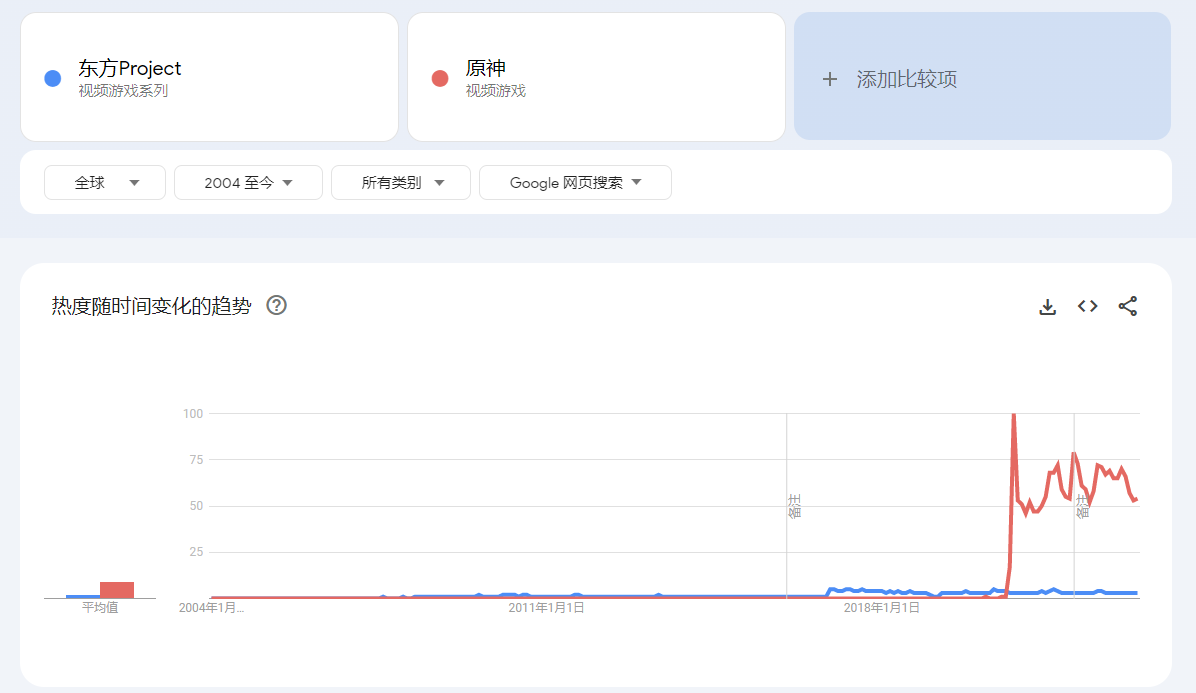 东方Project
视频游戏系列
原神
视频游戏
+ 添加比较项
全球
2004 至今
所有类别
Google 网页搜索
热度随时间变化的趋势 ?
100
75
50
25
备注
备注
平均值
2004年1月…
2011年1月1日
2018年1月1日